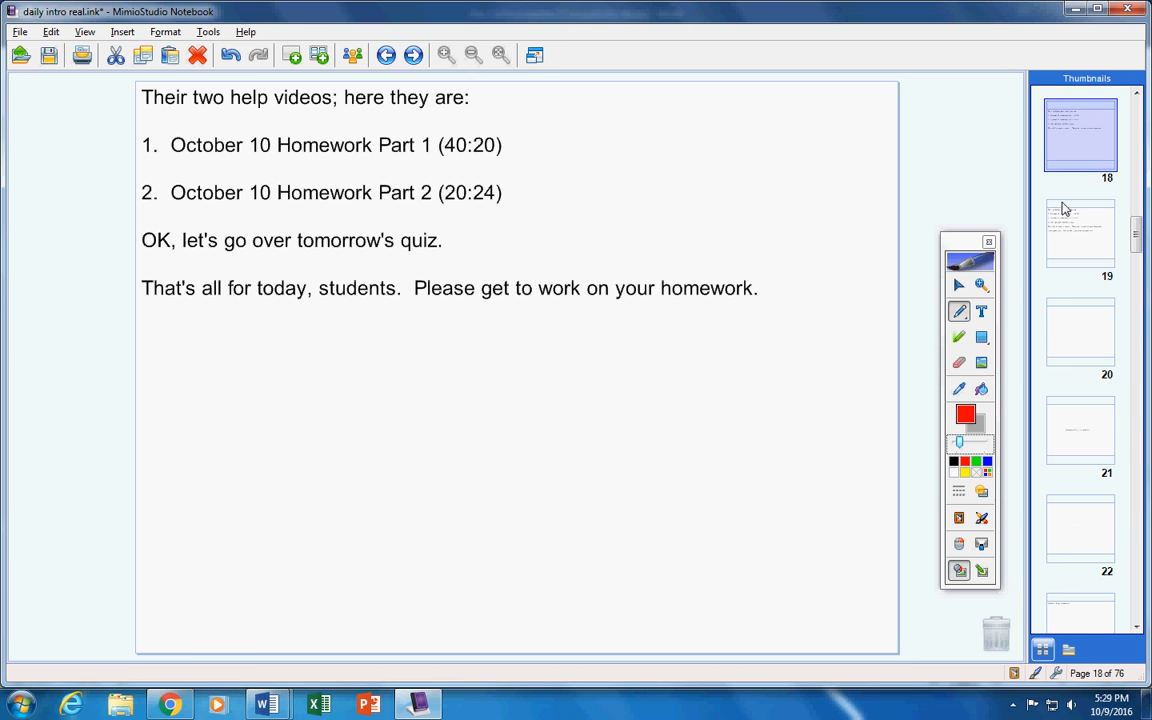 daily intro real.ink* - MimioStudio Notebook
File Edit View Insert Format Tools Help
Thumbnails
Their two help videos; here they are:
1. October 10 Homework Part 1 (40:20)
2. October 10 Homework Part 2 (20:24)
OK, let's go over tomorrow's quiz.
That's all for today, students. Please get to work on your homework.
18
19
20
21
22
Page 18 of 76
5:29 PM
10/9/2016